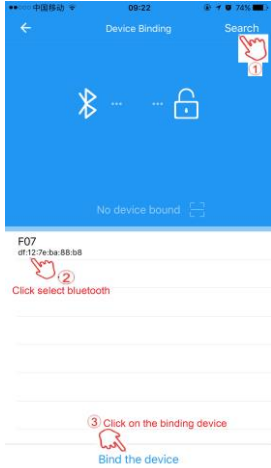 中国移动 09:22 74%
Device Binding Search
①
No device bound
F07
df:12:7e:ba:88:b8
②
Click select bluetooth
③ Click on the binding device
Bind the device